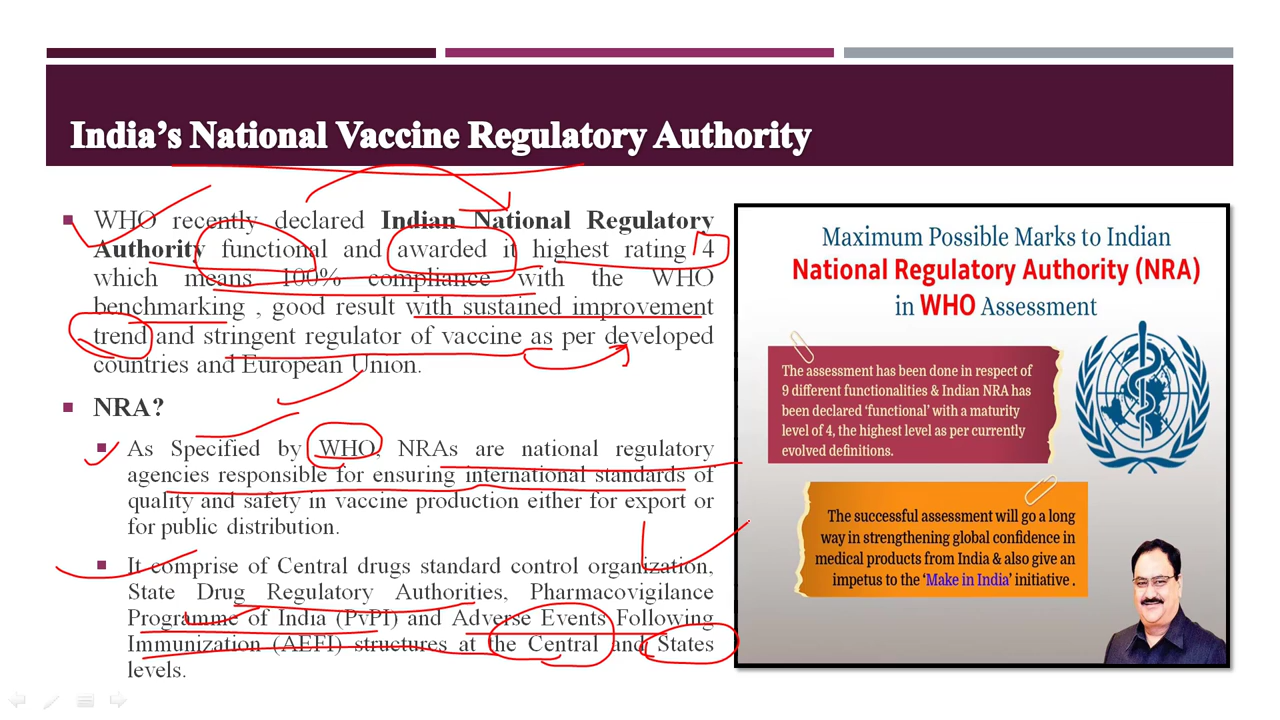 India's National Vaccine Regulatory Authority
WHO recently declared Indian National Regulatory
Authority functional and awarded it highest rating 4
which means 100% compliance with the WHO
benchmarking , good result with sustained improvement
trend and stringent regulator of vaccine as per developed
countries and European Union.
NRA?
As Specified by WHO, NRAs are national regulatory
agencies responsible for ensuring international standards of
quality and safety in vaccine production either for export or
for public distribution.
It comprise of Central drugs standard control organization,
State Drug Regulatory Authorities, Pharmacovigilance
Programme of India (PvPI) and Adverse Events Following
Immunization (AEFI) structures at the Central and States
levels.
Maximum Possible Marks to Indian
National Regulatory Authority (NRA)
in WHO Assessment
The assessment has been done in respect of
9 different functionalities & Indian NRA has
been declared 'functional' with a maturity
level of 4, the highest level as per currently
evolved definitions.
The successful assessment will go a long
way in strengthening global confidence in
medical products from India & also give an
impetus to the 'Make in India' initiative .